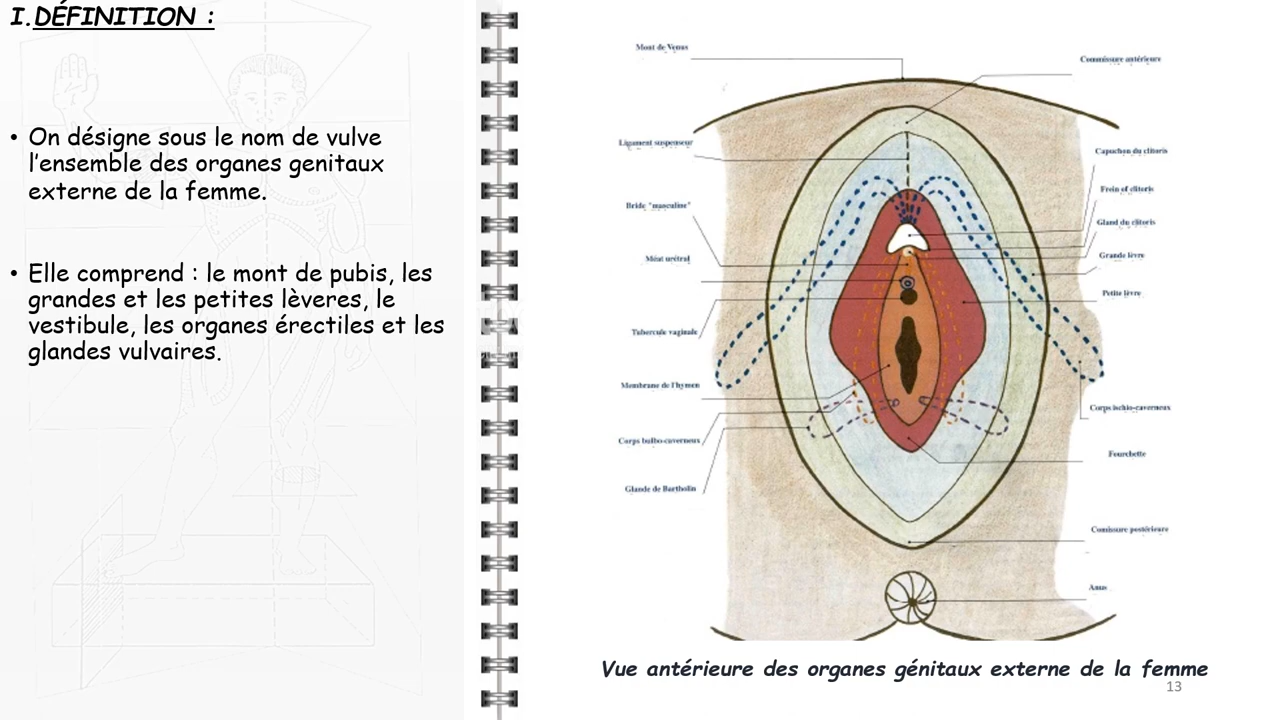 I. DÉFINITION :
• On désigne sous le nom de vulve
l'ensemble des organes genitaux
externe de la femme.
• Elle comprend : le mont de pubis, les
grandes et les petites lèveres, le
vestibule, les organes érectiles et les
glandes vulvaires.
Mont de Venus
Commissure antérieure
Ligament suspenseur
Capuchon du clitoris
Frein of clitoris
Bride "masculine"
Gland du clitoris
Méat urétral
Grande lèvre
Petite lèvre
Tubercule vaginale
Membrane de l'hymen
Corps ischio-caverneux
Corps bulbo-caverneux
Fourchette
Glande de Bartholin
Comissure postérieure
Anus
Vue antérieure des organes génitaux externe de la femme
13